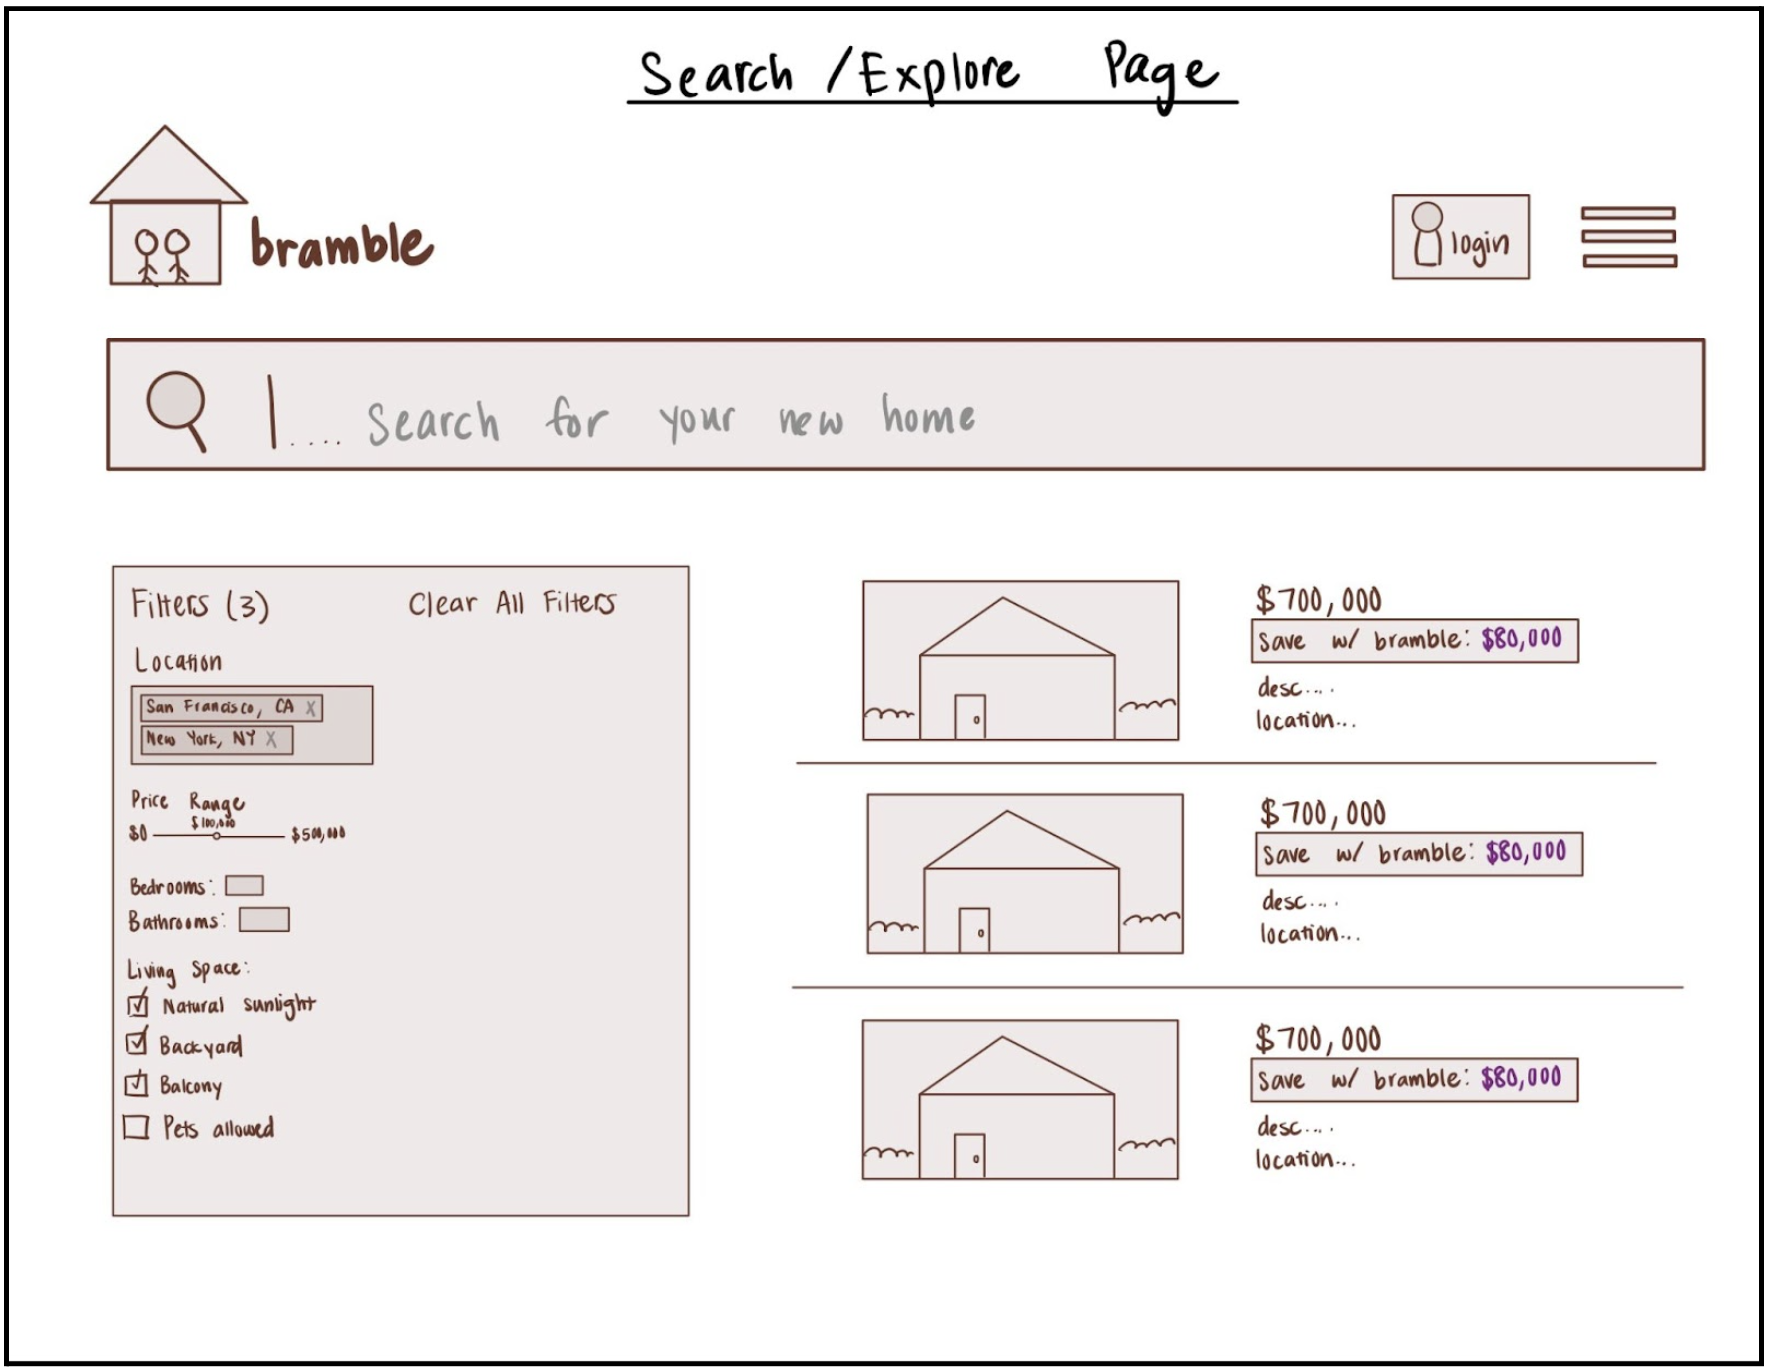 Search / Explore Page
bramble
login
|.... Search for your new home
Filters (3) Clear All Filters
Location
San Francisco, CA X
New York, NY X
Price Range
$100,000
$0 $500,000
Bedrooms:
Bathrooms:
Living Space:
Natural sunlight
Backyard
Balcony
Pets allowed
$700,000
Save w/ bramble: $80,000
desc....
location...
$700,000
Save w/ bramble: $80,000
desc....
location...
$700,000
Save w/ bramble: $80,000
desc....
location...